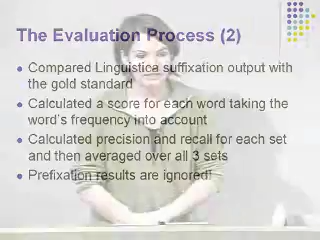 The Evaluation Process (2)
Compared Linguistica suffixation output with
the gold standard
Calculated a score for each word taking the
word's frequency into account
Calculated precision and recall for each set
and then averaged over all 3 sets
Prefixation results are ignored!